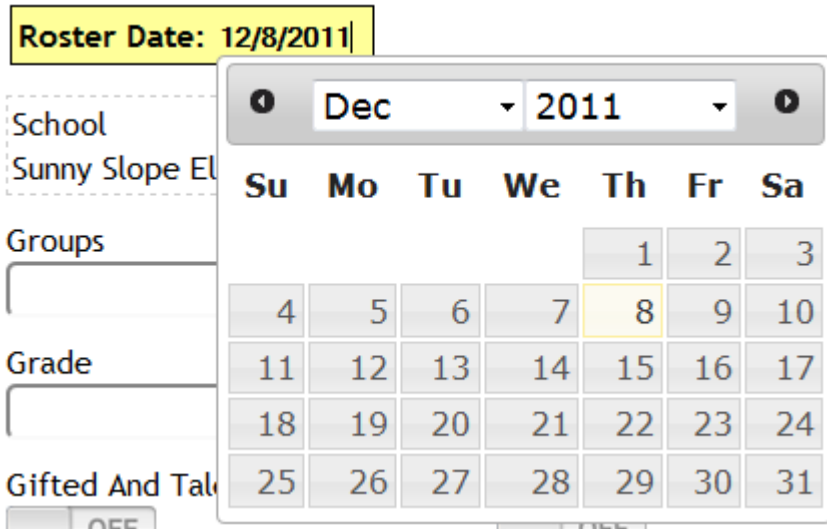 Roster Date: 12/8/2011
School
Sunny Slope El
Groups
Grade
Gifted And Tal
OFF
Dec 2011
Su Mo Tu We Th Fr Sa
1 2 3
4 5 6 7 8 9 10
11 12 13 14 15 16 17
18 19 20 21 22 23 24
25 26 27 28 29 30 31
OFF